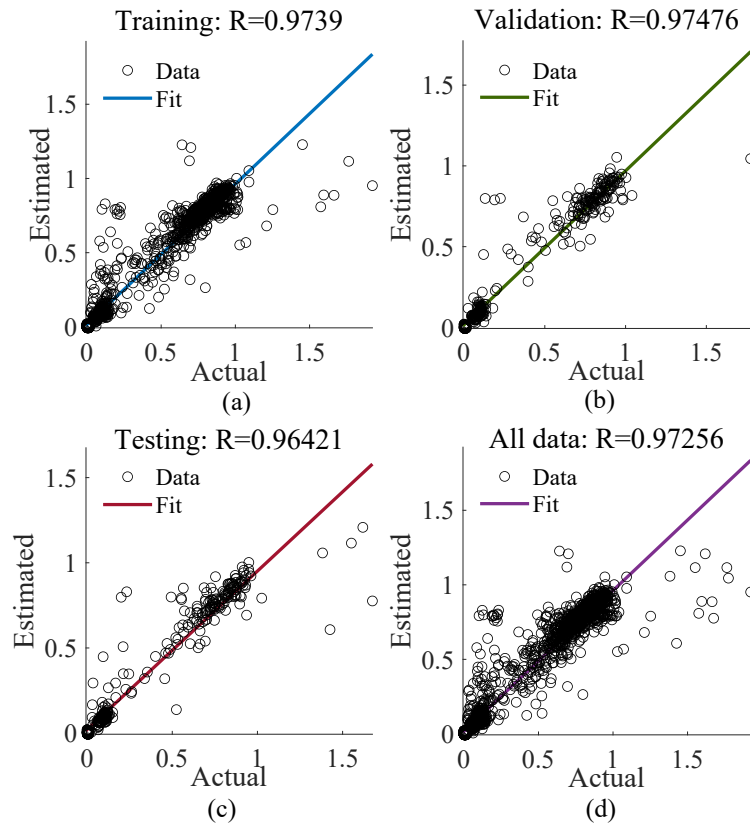 Training: R=0.9739
Data
Fit
1.5
1
0.5
0
0
0.5
1
1.5
Estimated
Actual
(a)
Validation: R=0.97476
Data
Fit
1.5
1
0.5
0
0
0.5
1
1.5
Estimated
Actual
(b)
Testing: R=0.96421
Data
Fit
1.5
1
0.5
0
0
0.5
1
1.5
Estimated
Actual
(c)
All data: R=0.97256
Data
Fit
1.5
1
0.5
0
0
0.5
1
1.5
Estimated
Actual
(d)